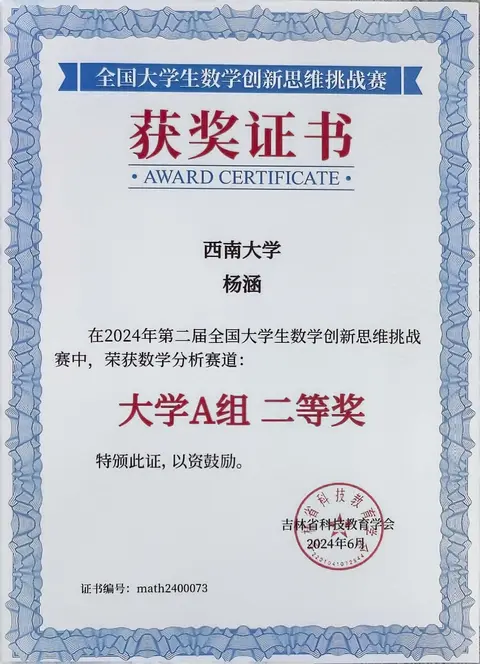 全国大学生数学创新思维挑战赛
获奖证书
·AWARD CERTIFICATE·
西南大学
杨涵
在2024年第二届全国大学生数学创新思维挑战
赛中，荣获数学分析赛道：
大学A组 二等奖
特颁此证，以资鼓励。
吉林省科技教育学会
2024年6月
证书编号：math2400073